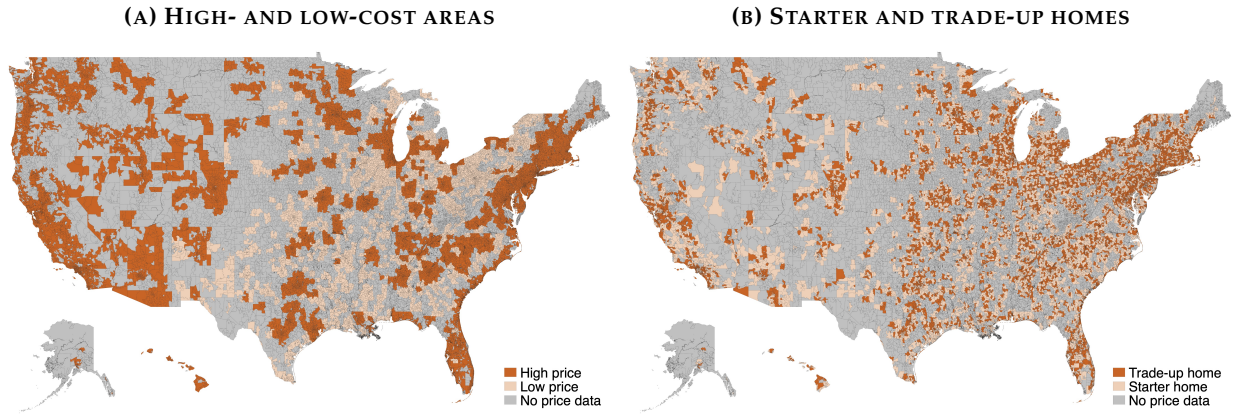 (A) HIGH- AND LOW-COST AREAS
High price
Low price
No price data
(B) STARTER AND TRADE-UP HOMES
Trade-up home
Starter home
No price data